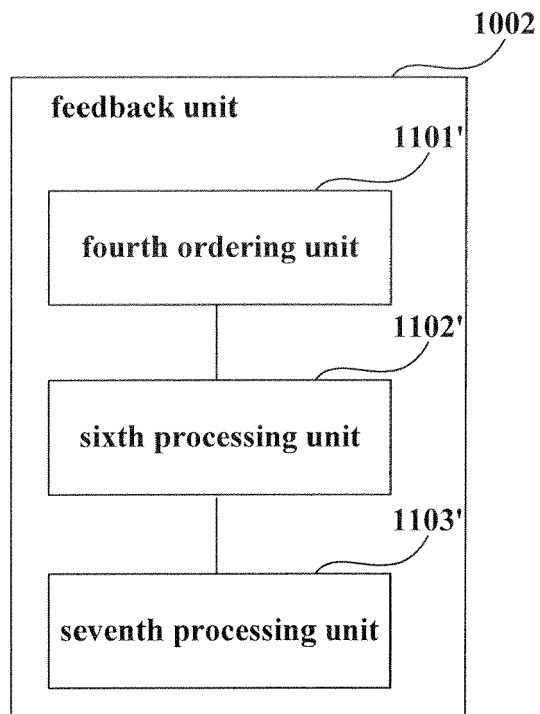 1002
feedback unit
1101'
fourth ordering unit
1102'
sixth processing unit
1103'
seventh processing unit